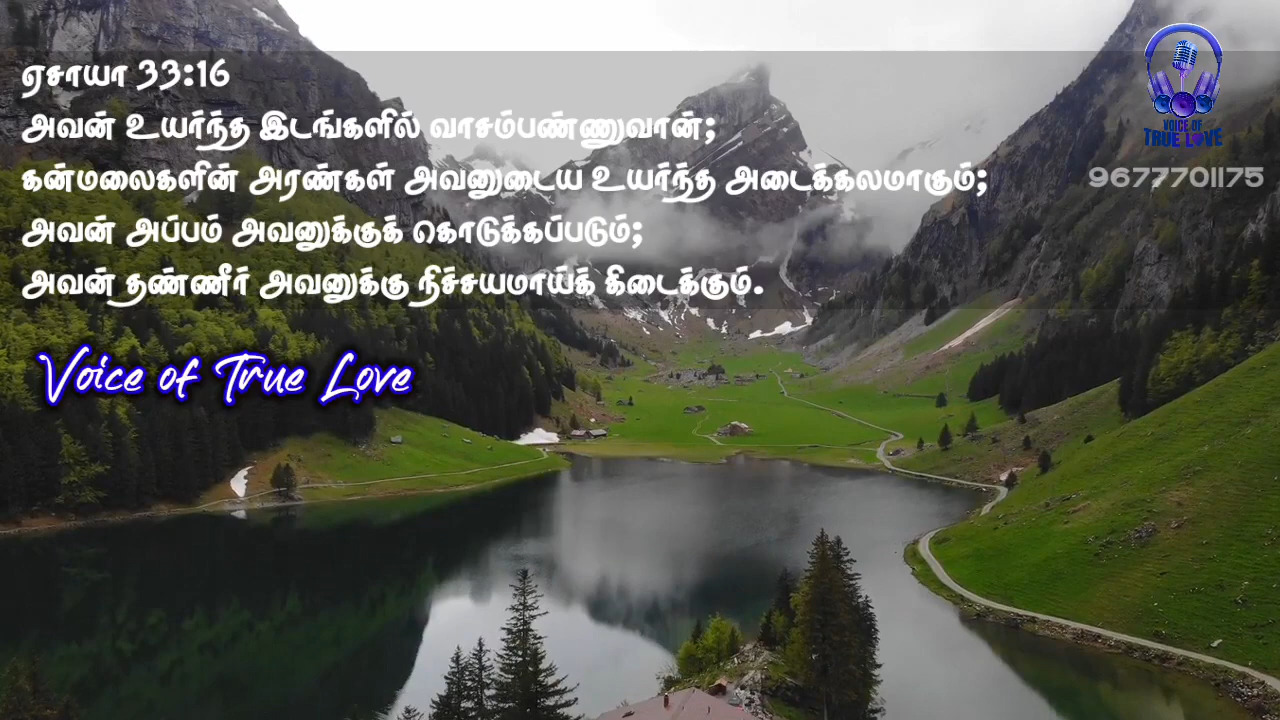 ஏசாயா 33:16
அவன் உயர்ந்த இடங்களில் வாசம்பண்ணுவான்;
கன்மலைகளின் அரண்கள் அவனுடைய உயர்ந்த அடைக்கலமாகும்;
அவன் அப்பம் அவனுக்குக் கொடுக்கப்படும்;
அவன் தண்ணீர் அவனுக்கு நிச்சயமாய்க் கிடைக்கும்.
VOICE OF
TRUE LOVE
9677701175
Voice of True Love